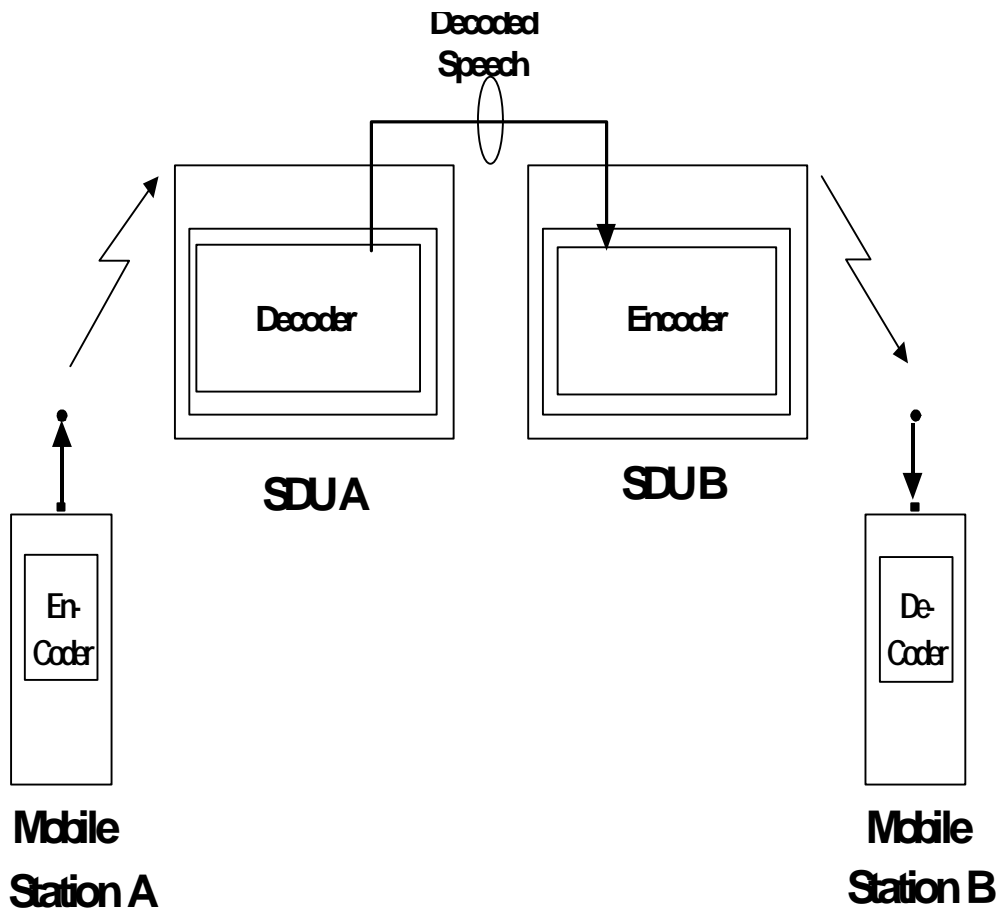 Decoded
Speech
Decoder
Encoder
SDU A
SDU B
En-
Coder
De-
Coder
Mobile
Station A
Mobile
Station B